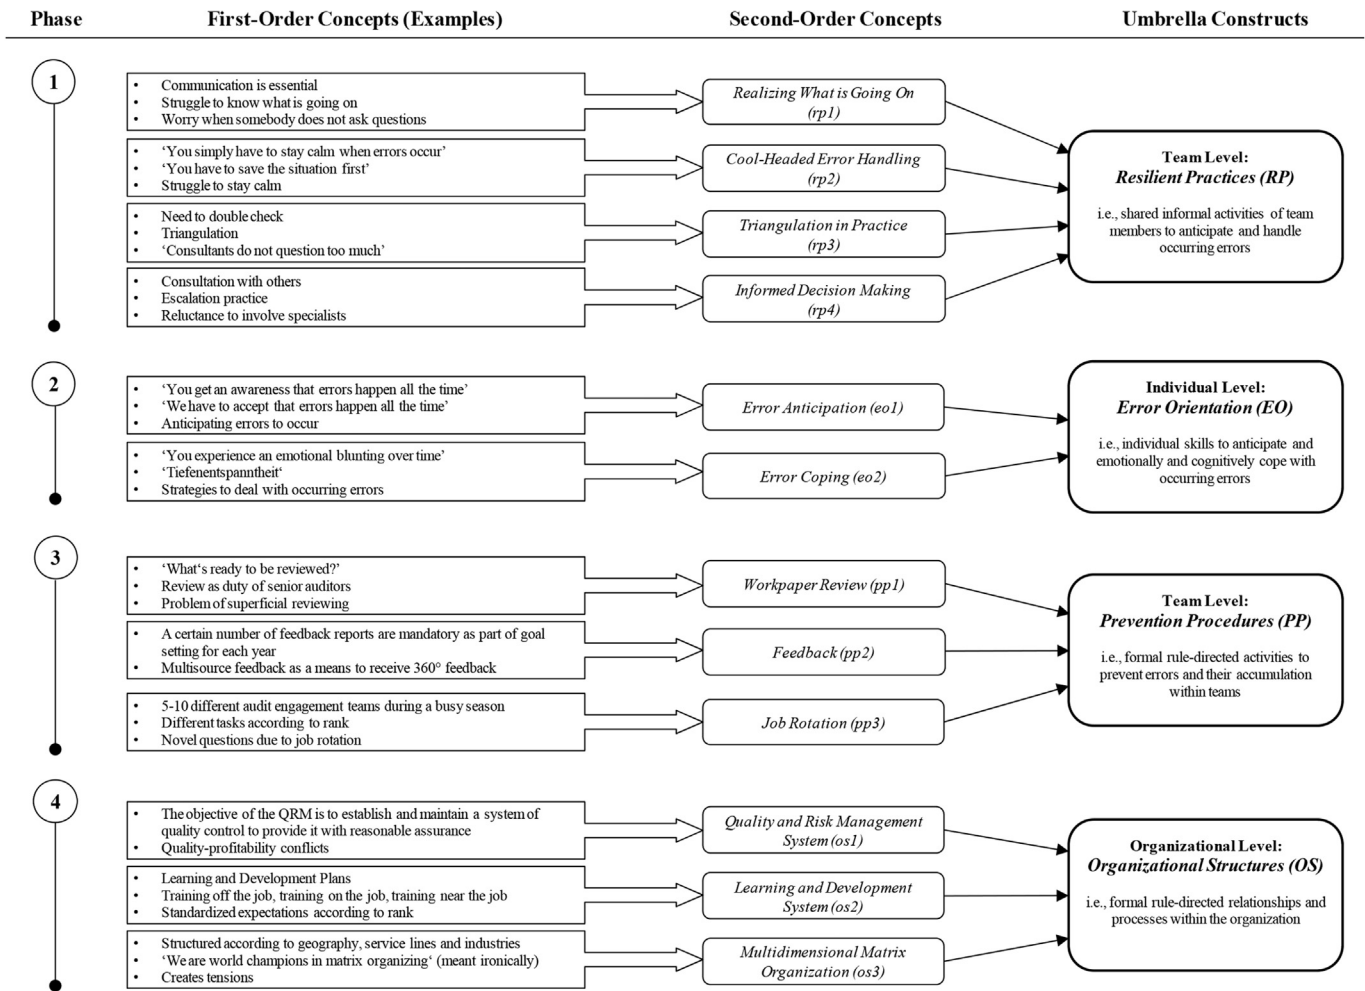 Phase
First-Order Concepts (Examples)
Second-Order Concepts
Umbrella Constructs
1
• Communication is essential
• Struggle to know what is going on
• Worry when somebody does not ask questions
Realizing What is Going On
(rp1)
• ‘You simply have to stay calm when errors occur’
• ‘You have to save the situation first’
• Struggle to stay calm
Cool-Headed Error Handling
(rp2)
• Need to double check
• Triangulation
• ‘Consultants do not question too much’
Triangulation in Practice
(rp3)
• Consultation with others
• Escalation practice
• Reluctance to involve specialists
Informed Decision Making
(rp4)
Team Level:
Resilient Practices (RP)
i.e., shared informal activities of team
members to anticipate and handle
occurring errors
2
• ‘You get an awareness that errors happen all the time’
• ‘We have to accept that errors happen all the time’
• Anticipating errors to occur
Error Anticipation (eo1)
• ‘You experience an emotional blunting over time’
• ‘Tiefenentspanntheit‘
• Strategies to deal with occurring errors
Error Coping (eo2)
Individual Level:
Error Orientation (EO)
i.e., individual skills to anticipate and
emotionally and cognitively cope with
occurring errors
3
• ‘What‘s ready to be reviewed?’
• Review as duty of senior auditors
• Problem of superficial reviewing
Workpaper Review (pp1)
• A certain number of feedback reports are mandatory as part of goal
setting for each year
• Multisource feedback as a means to receive 360° feedback
Feedback (pp2)
• 5-10 different audit engagement teams during a busy season
• Different tasks according to rank
• Novel questions due to job rotation
Job Rotation (pp3)
Team Level:
Prevention Procedures (PP)
i.e., formal rule-directed activities to
prevent errors and their accumulation
within teams
4
• The objective of the QRM is to establish and maintain a system of
quality control to provide it with reasonable assurance
• Quality-profitability conflicts
Quality and Risk Management
System (os1)
• Learning and Development Plans
• Training off the job, training on the job, training near the job
• Standardized expectations according to rank
Learning and Development
System (os2)
• Structured according to geography, service lines and industries
• ‘We are world champions in matrix organizing‘ (meant ironically)
• Creates tensions
Multidimensional Matrix
Organization (os3)
Organizational Level:
Organizational Structures (OS)
i.e., formal rule-directed relationships and
processes within the organization